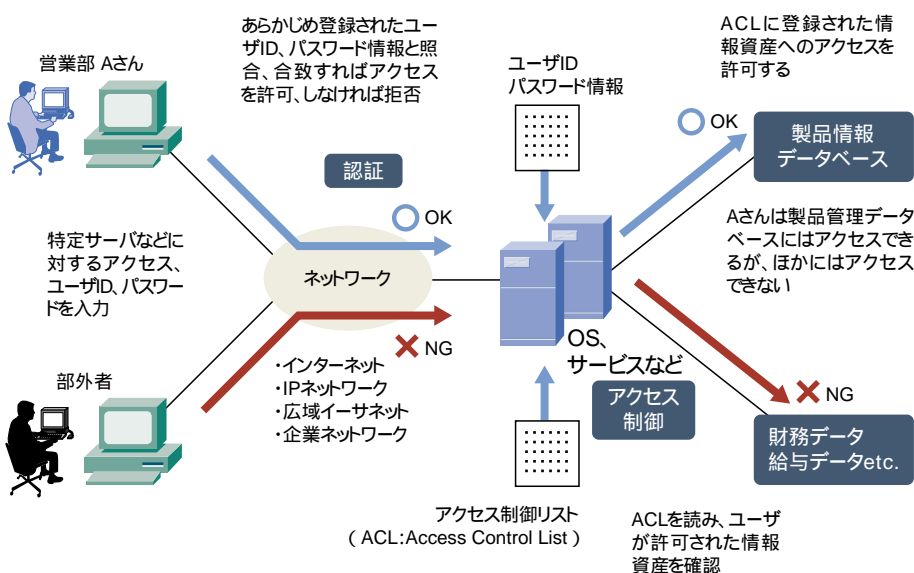 営業部 Aさん
あらかじめ登録されたユー
ザID、パスワード情報と照
合、合致すればアクセス
を許可、しなければ拒否
ユーザID
パスワード情報
ACLに登録された情
報資産へのアクセスを
許可する
認証
OK
OK
製品情報
データベース
特定サーバなどに
対するアクセス、
ユーザID、パスワー
ドを入力
ネットワーク
Aさんは製品管理データ
ベースにはアクセスでき
るが、ほかにはアクセス
できない
NG
OS、
サービスなど
・インターネット
・IPネットワーク
・広域イーサネット
・企業ネットワーク
部外者
アクセス
制御
NG
財務データ
給与データetc.
アクセス制御リスト
(ACL:Access Control List)
ACLを読み、ユーザ
が許可された情報
資産を確認